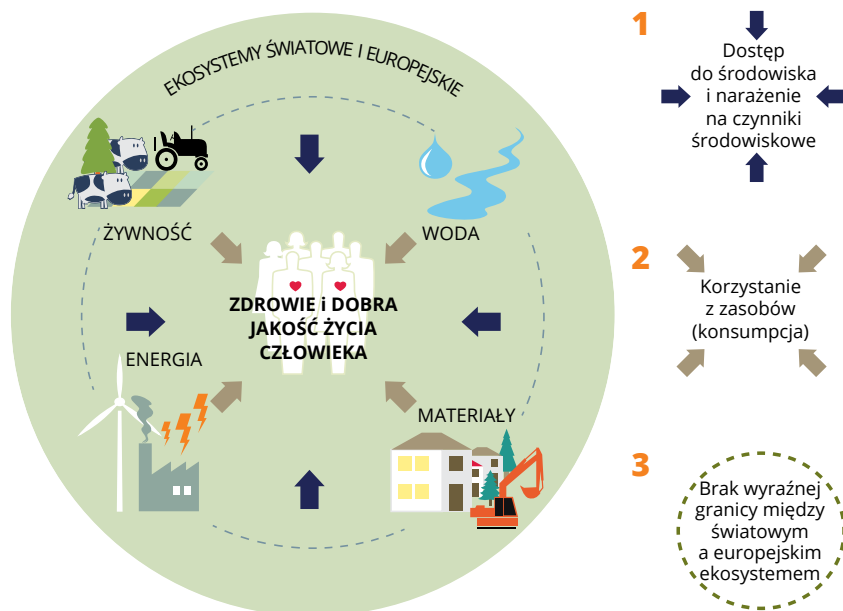 EKOSYSTEMY ŚWIATOWE I EUROPEJSKIE
ŻYWNOŚĆ
WODA
ZDROWIE i DOBRA
JAKOŚĆ ŻYCIA
CZŁOWIEKA
ENERGIA
MATERIAŁY
1
Dostęp
do środowiska
i narażenie
na czynniki
środowiskowe
2
Korzystanie
z zasobów
(konsumpcja)
3
Brak wyraźnej
granicy między
światowym
a europejskim
ekosystemem